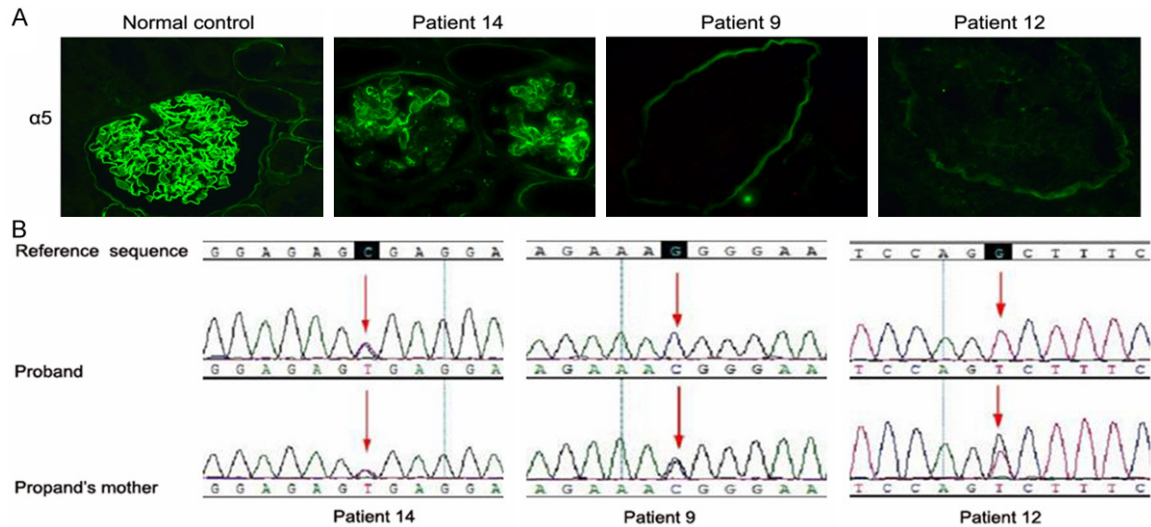 A
Normal control Patient 14 Patient 9 Patient 12
α5
B
Reference sequence G G A G A G C G A G G A A G A A A G G G G A A T C C A G G C T T T C
Proband G G A G A G T G A G G A A G A A A C G G G A A T C C A G T C T T T C
Propand's mother G G A G A G T G A G G A A G A A A C G G G A A T C C A G T C T T T C
Patient 14 Patient 9 Patient 12